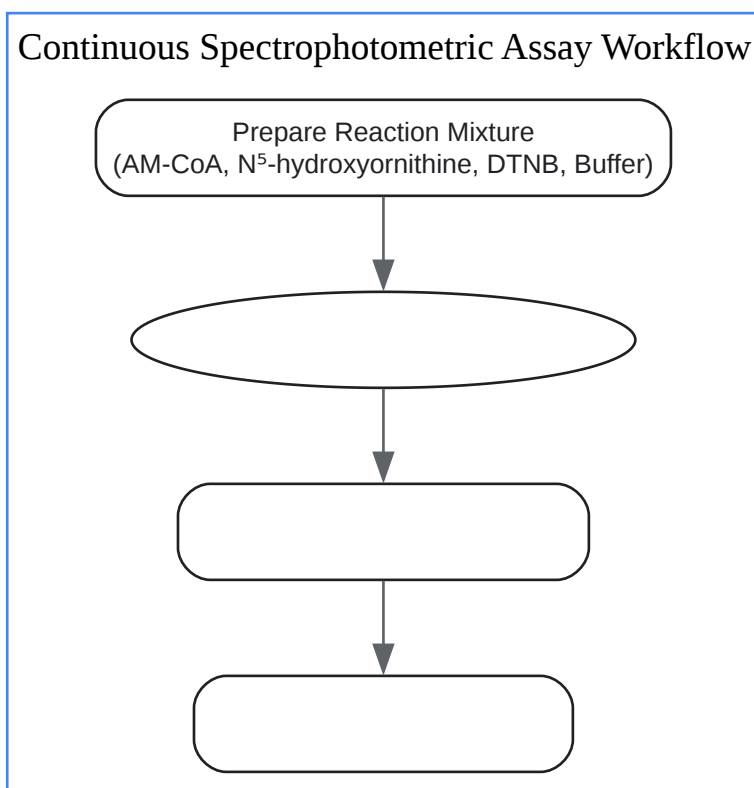 Continuous Spectrophotometric Assay Workflow
Prepare Reaction Mixture
(AM-CoA, N⁵-hydroxyornithine, DTNB, Buffer)